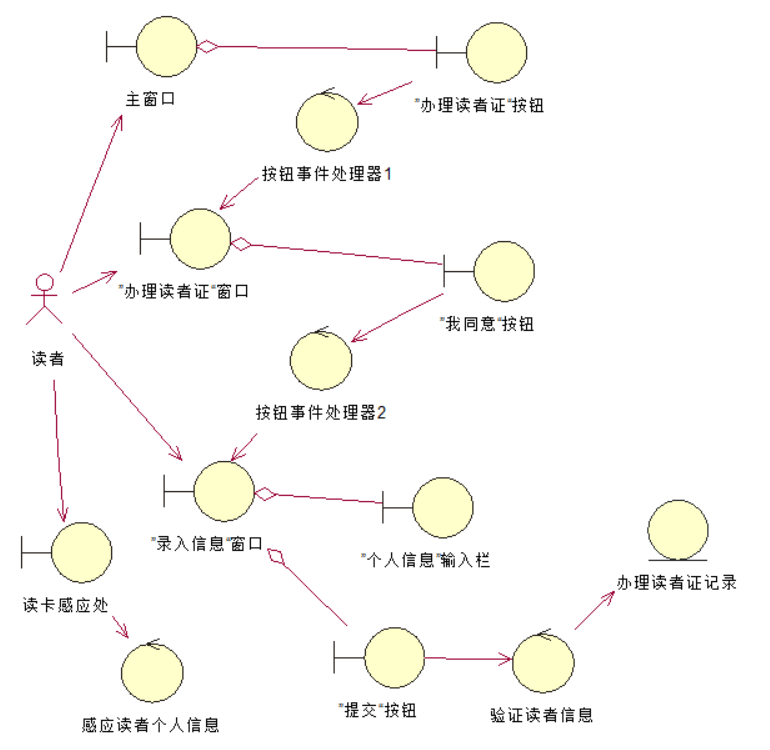 主窗口
"办理读者证"按钮
按钮事件处理器1
"办理读者证"窗口
"我同意"按钮
读者
按钮事件处理器2
"录入信息"窗口
"个人信息"输入栏
办理读者证记录
读卡感应处
"提交"按钮
验证读者信息
感应读者个人信息